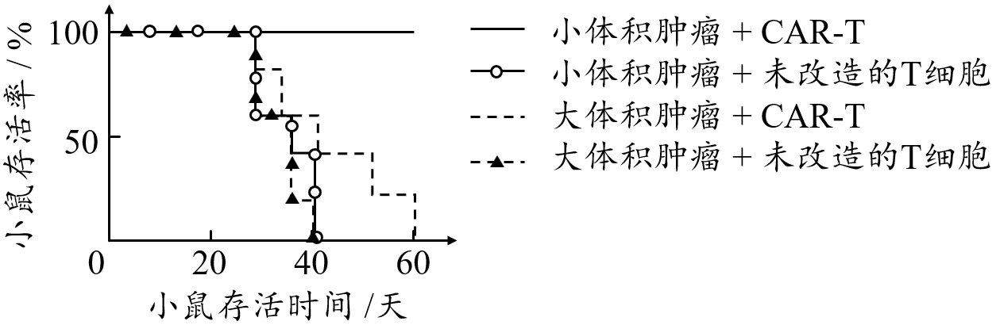 小鼠存活率 / %
100
50
0
20
40
60
小鼠存活时间 /天
小体积肿瘤 + CAR-T
小体积肿瘤 + 未改造的T细胞
大体积肿瘤 + CAR-T
大体积肿瘤 + 未改造的T细胞